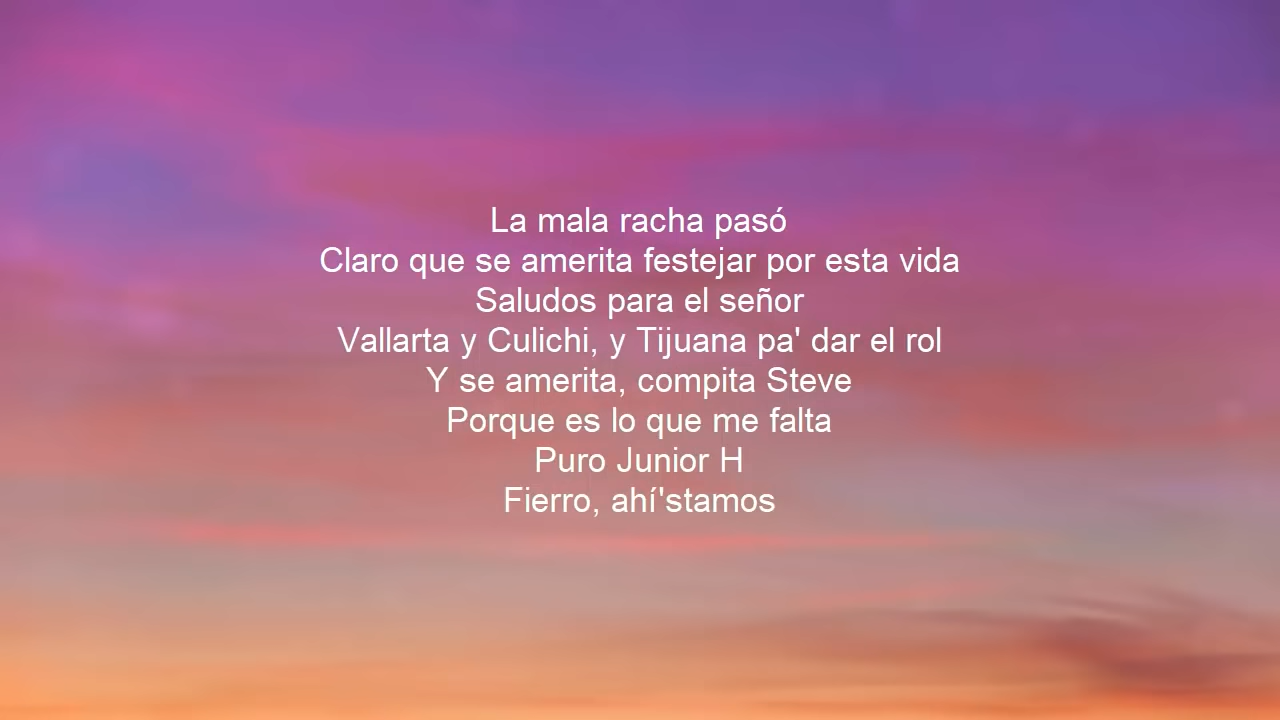 La mala racha pasó
Claro que se amerita festejar por esta vida
Saludos para el señor
Vallarta y Culichi, y Tijuana pa' dar el rol
Y se amerita, compita Steve
Porque es lo que me falta
Puro Junior H
Fierro, ahí'stamos